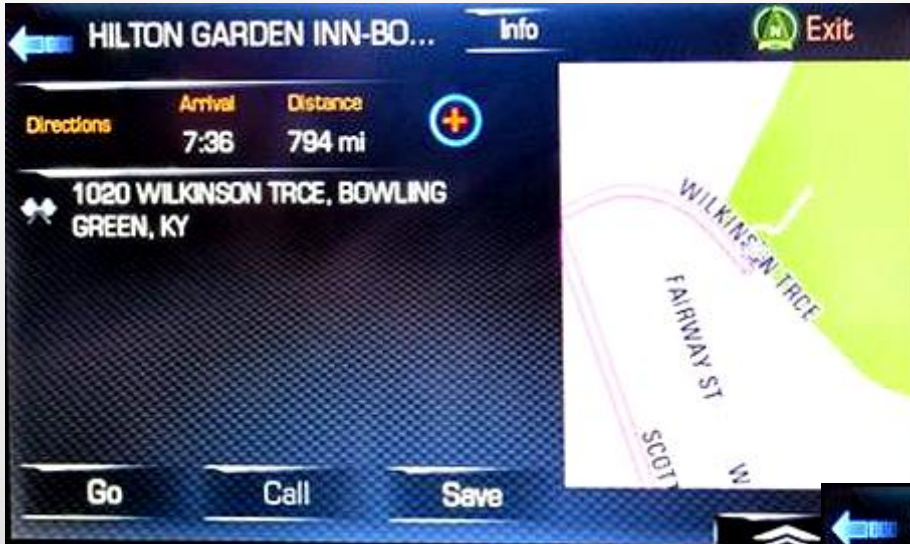 HILTON GARDEN INN-BO...
Info
Exit
Directions
Arrival
7:36
Distance
794 mi
1020 WILKINSON TRCE, BOWLING
GREEN, KY
WILKINSON TRCE
FAIRWAY ST
SCOTT
W
Go
Call
Save
N